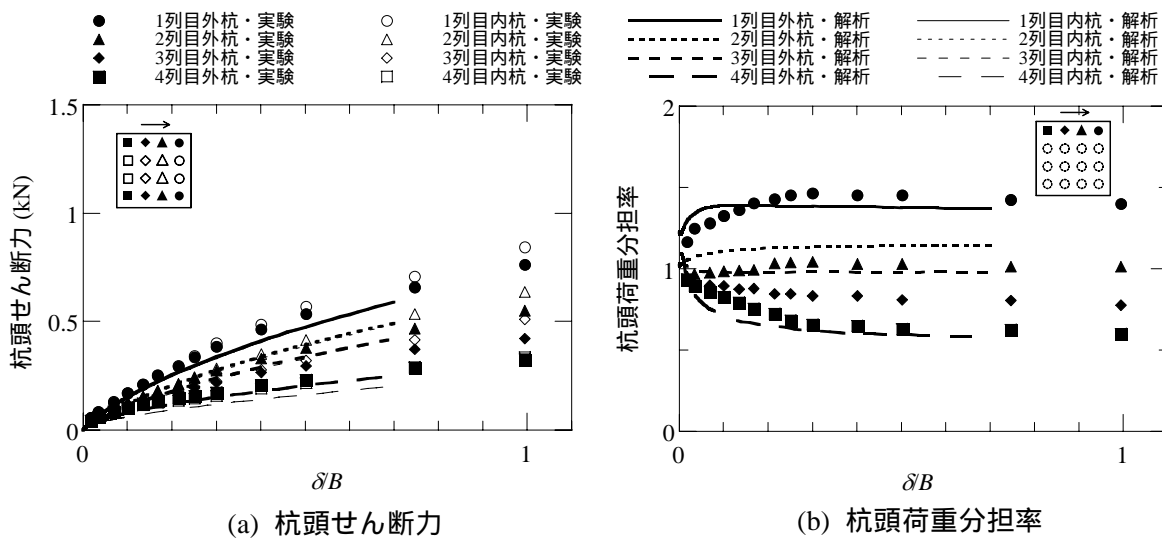 1列目外杭・実験
2列目外杭・実験
3列目外杭・実験
4列目外杭・実験
1列目内杭・実験
2列目内杭・実験
3列目内杭・実験
4列目内杭・実験
1列目外杭・解析
2列目外杭・解析
3列目外杭・解析
4列目外杭・解析
1列目内杭・解析
2列目内杭・解析
3列目内杭・解析
4列目内杭・解析
杭頭せん断力 (kN)
1.5
1
0.5
0
0
1
δ/B
(a) 杭頭せん断力
杭頭荷重分担率
2
1
0
0
1
δ/B
(b) 杭頭荷重分担率